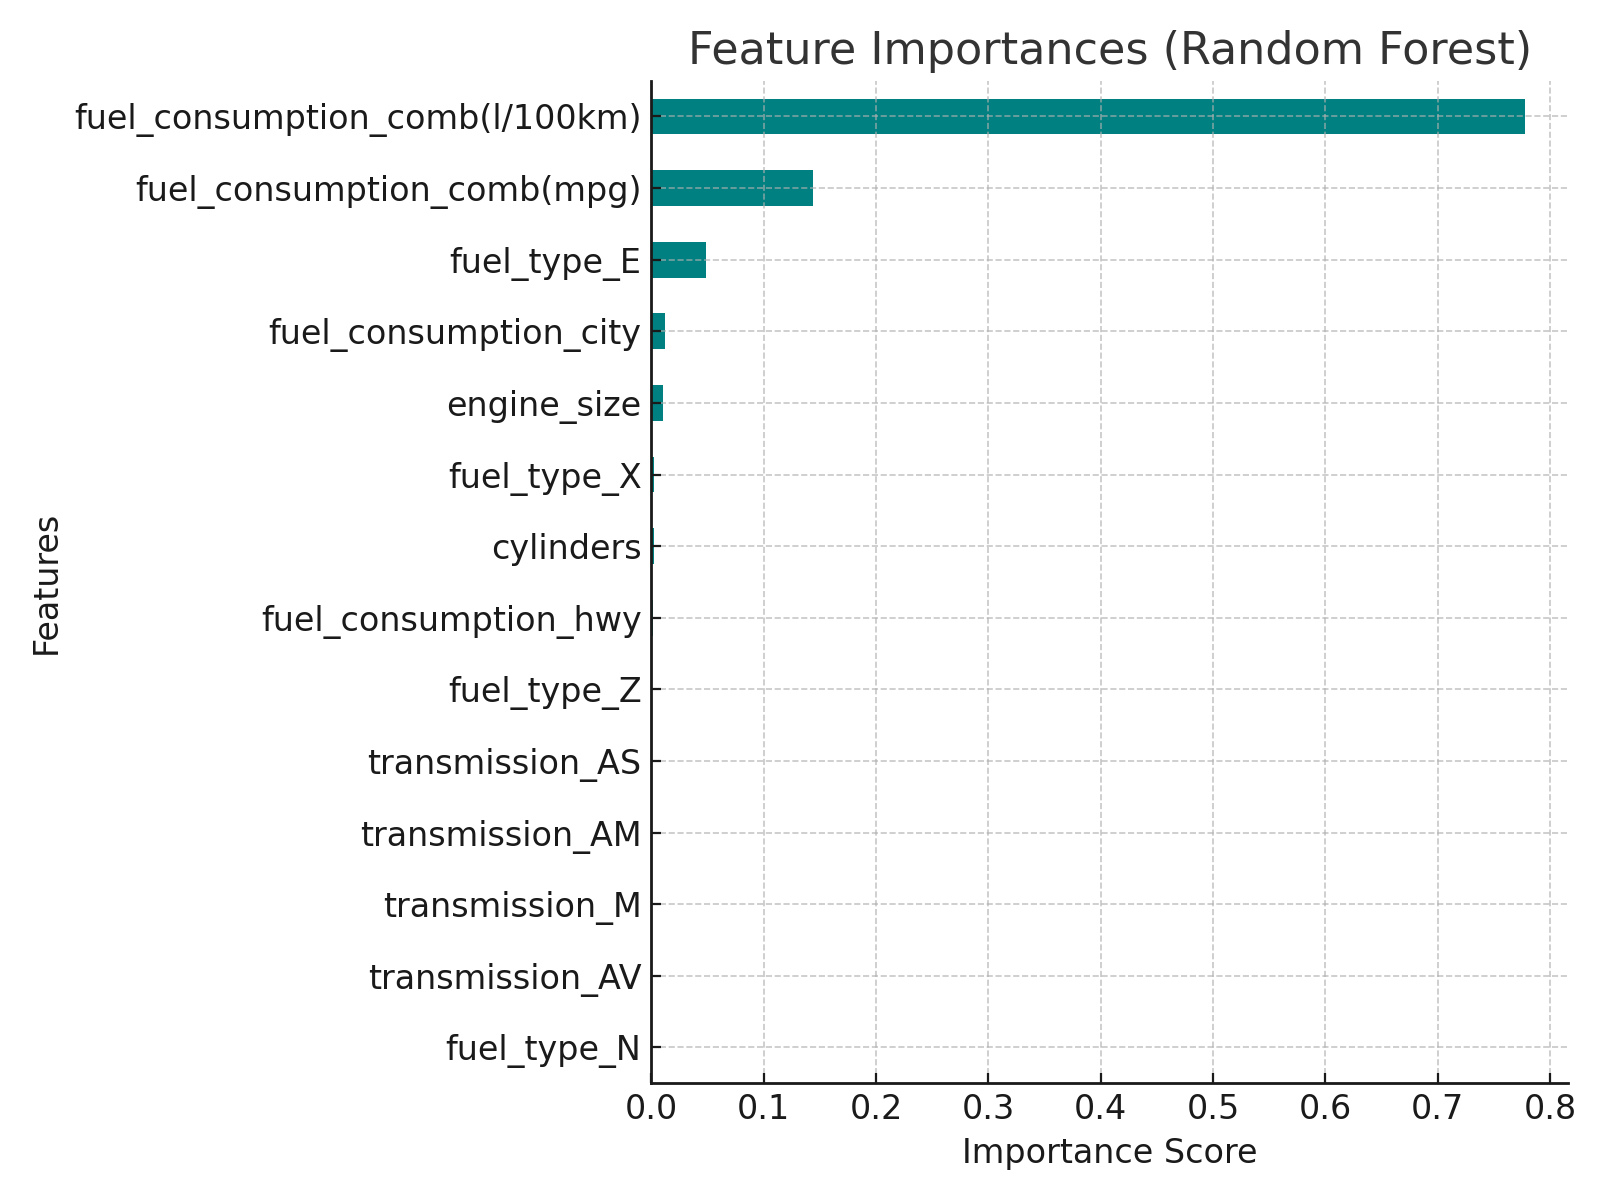 Feature Importances (Random Forest)
fuel_consumption_comb(l/100km)
fuel_consumption_comb(mpg)
fuel_type_E
fuel_consumption_city
engine_size
fuel_type_X
cylinders
fuel_consumption_hwy
fuel_type_Z
transmission_AS
transmission_AM
transmission_M
transmission_AV
fuel_type_N
Features
0.0 0.1 0.2 0.3 0.4 0.5 0.6 0.7 0.8
Importance Score